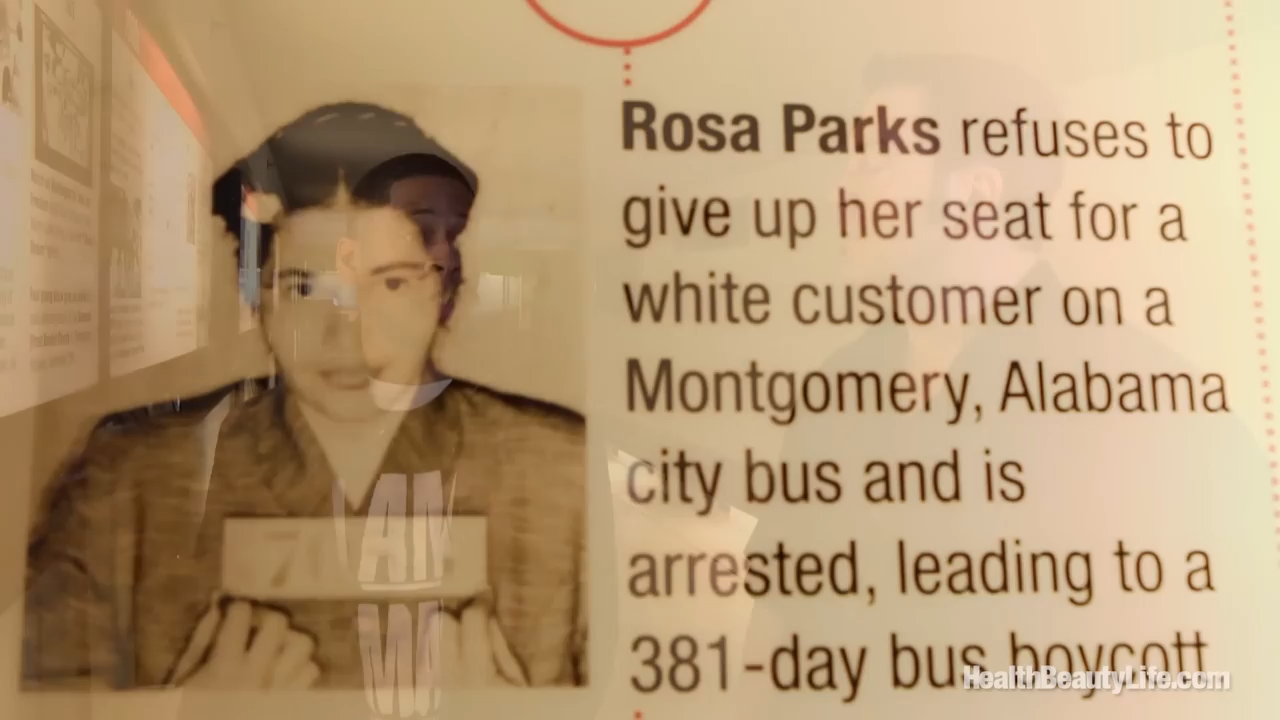 Rosa Parks refuses to
give up her seat for a
white customer on a
Montgomery, Alabama
city bus and is
arrested, leading to a
381-day bus boycott
HealthBeautyLife.com